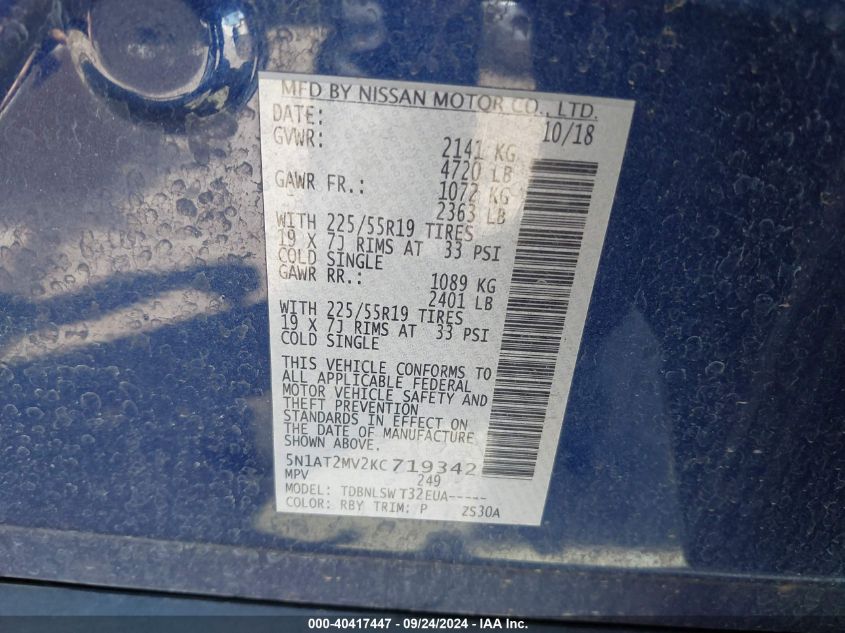 MFD BY NISSAN MOTOR CO., LTD.
DATE: 10/18
GVWR: 2141 KG
4720 LB
GAWR FR.: 1072 KG
2363 LB
WITH 225/55R19 TIRES
19 X 7J RIMS AT 33 PSI
COLD SINGLE
GAWR RR.: 1089 KG
2401 LB
WITH 225/55R19 TIRES
19 X 7J RIMS AT 33 PSI
COLD SINGLE
THIS VEHICLE CONFORMS TO
ALL APPLICABLE FEDERAL
MOTOR VEHICLE SAFETY AND
THEFT PREVENTION
STANDARDS IN EFFECT ON
THE DATE OF MANUFACTURE
SHOWN ABOVE.
5N1AT2MV2KC719342
MPV 249
MODEL: TDBNLSW T32EUA-----
COLOR: RBY TRIM: P ZS30A
000-40417447 - 09/24/2024 - IAA Inc.